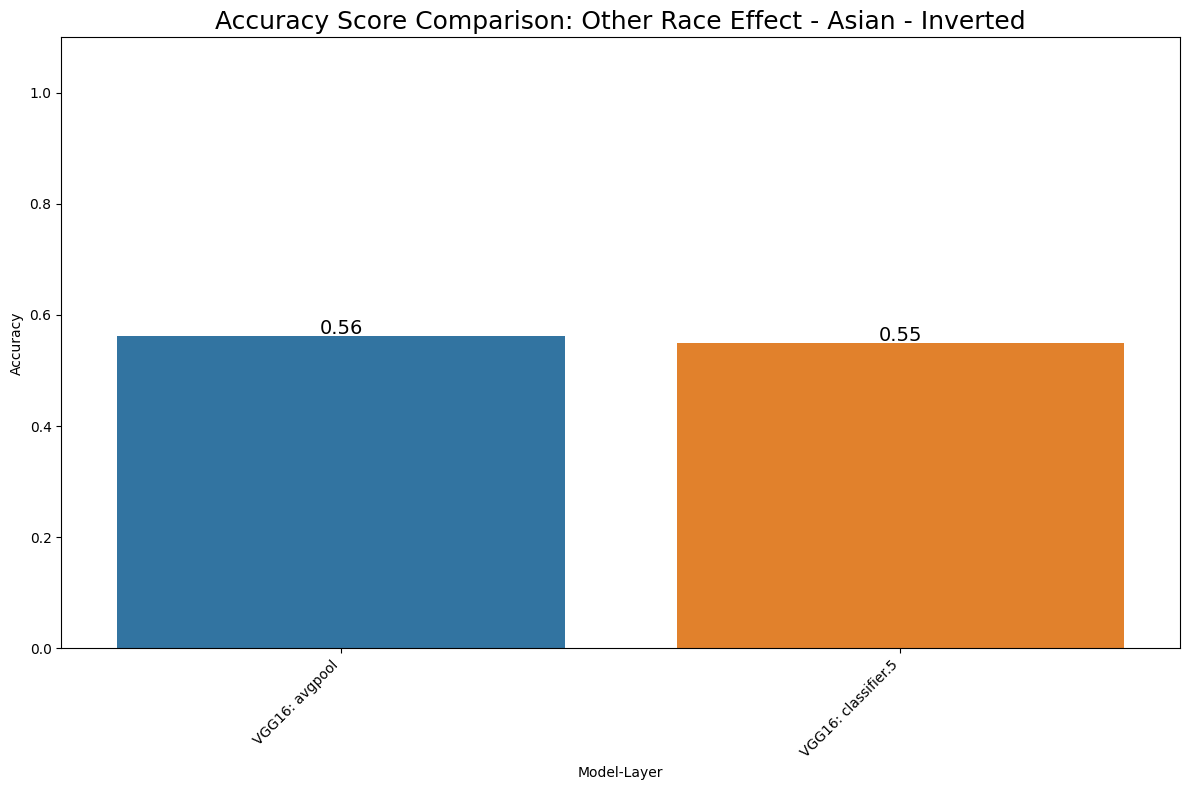 Accuracy Score Comparison: Other Race Effect - Asian - Inverted
1.0
0.8
0.6
0.4
0.2
0.0
Accuracy
0.56
0.55
VGG16: avgpool
VGG16: classifier.5
Model-Layer